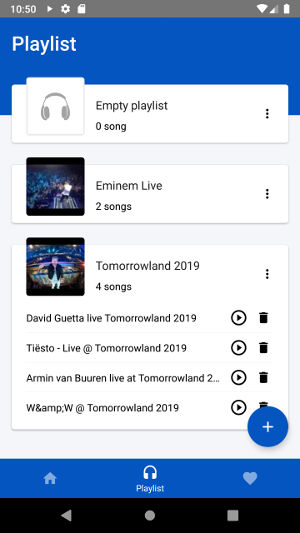 10:50
Playlist
Empty playlist
0 song
Eminem Live
2 songs
Tomorrowland 2019
4 songs
David Guetta live Tomorrowland 2019
Tiësto - Live @ Tomorrowland 2019
Armin van Buuren live at Tomorrowland 2...
W&amp;W @ Tomorrowland 2019
Playlist